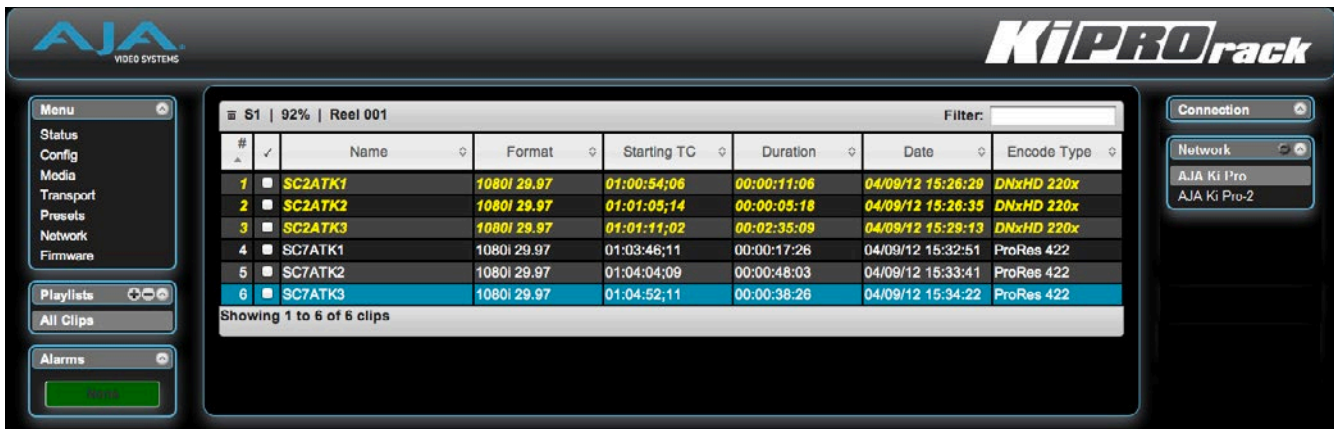 AJA
VIDEO SYSTEMS
KiPROrack
Menu
Status
Config
Media
Transport
Presets
Network
Firmware
Playlists
All Clips
Alarms
None
S1 | 92% | Reel 001 Filter:
# ✓ Name Format Starting TC Duration Date Encode Type
1 SC2ATK1 1080i 29.97 01:00:54;06 00:00:11:06 04/09/12 15:26:29 DNxHD 220x
2 SC2ATK2 1080i 29.97 01:01:05;14 00:00:05:18 04/09/12 15:26:35 DNxHD 220x
3 SC2ATK3 1080i 29.97 01:01:11;02 00:02:35:09 04/09/12 15:29:13 DNxHD 220x
4 SC7ATK1 1080i 29.97 01:03:46;11 00:00:17:26 04/09/12 15:32:51 ProRes 422
5 SC7ATK2 1080i 29.97 01:04:04;09 00:00:48:03 04/09/12 15:33:41 ProRes 422
6 SC7ATK3 1080i 29.97 01:04:52;11 00:00:38:26 04/09/12 15:34:22 ProRes 422
Showing 1 to 6 of 6 clips
Connection
Network
AJA Ki Pro
AJA Ki Pro-2